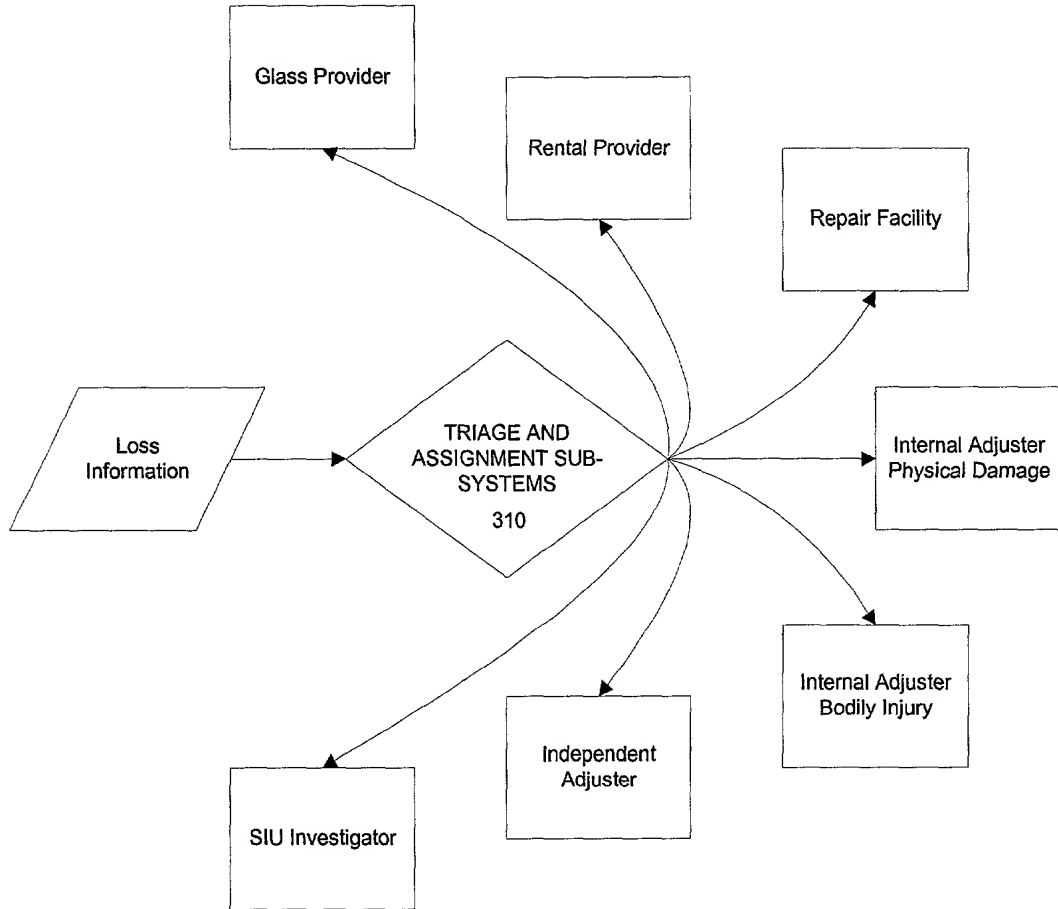 Glass Provider
Rental Provider
Repair Facility
Loss
Information
TRIAGE AND
ASSIGNMENT SUB-
SYSTEMS
310
Internal Adjuster
Physical Damage
Internal Adjuster
Bodily Injury
Independent
Adjuster
SIU Investigator